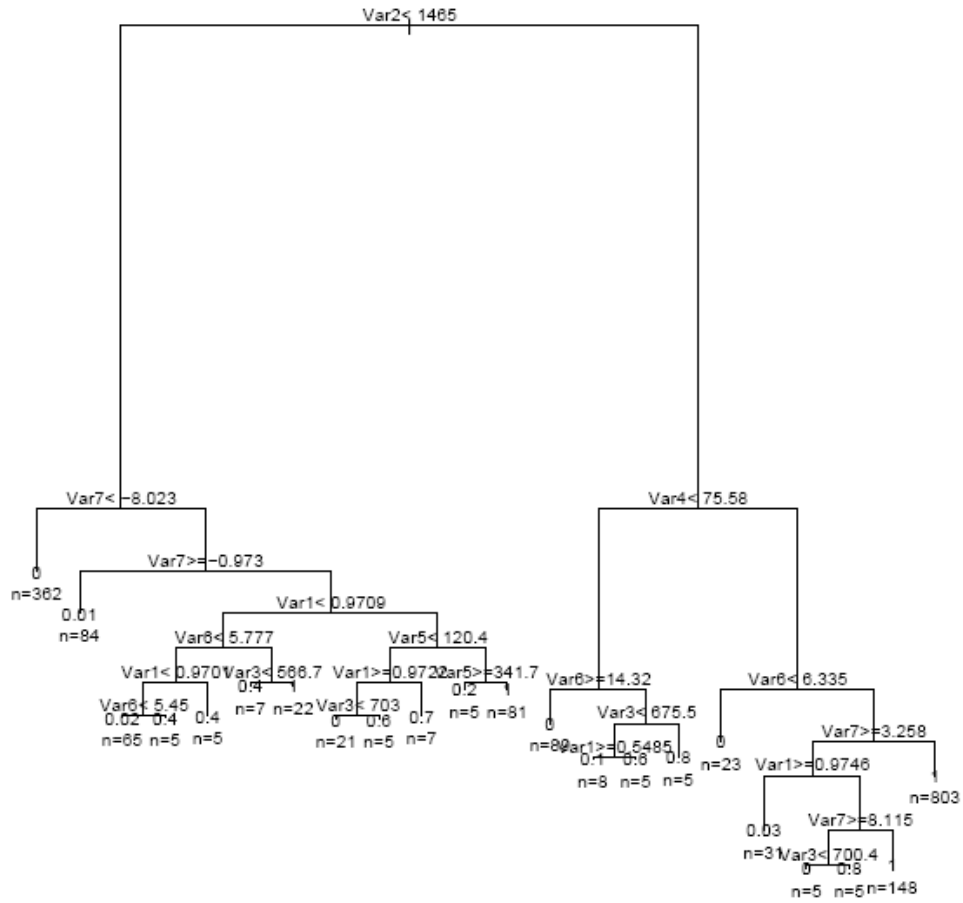 Var2< 1465
Var7< −8.023
Var4< 75.58
0
n=362
Var7>=−0.973
0.01
n=84
Var1< 0.9709
Var6< 5.777
Var5< 120.4
Var1< 0.9701
Var3< 566.7
Var1>=0.9722
Var5>=341.7
Var6>=14.32
Var6< 6.335
Var6< 5.45
0.4
n=5
0.4
n=7
1
n=22
Var3< 703
0.7
n=7
0.2
n=5
1
n=81
0.02
n=65
0.4
n=5
0
n=21
0.6
n=5
0
Var3< 675.5
0
n=23
Var7>=3.258
Var1>=0.5485
0.8
n=5
0.1
n=8
0.6
n=5
Var1>=0.9746
1
n=803
0.03
n=31
Var7>=8.115
Var3< 700.4
1
n=148
0
n=5
0.8
n=5